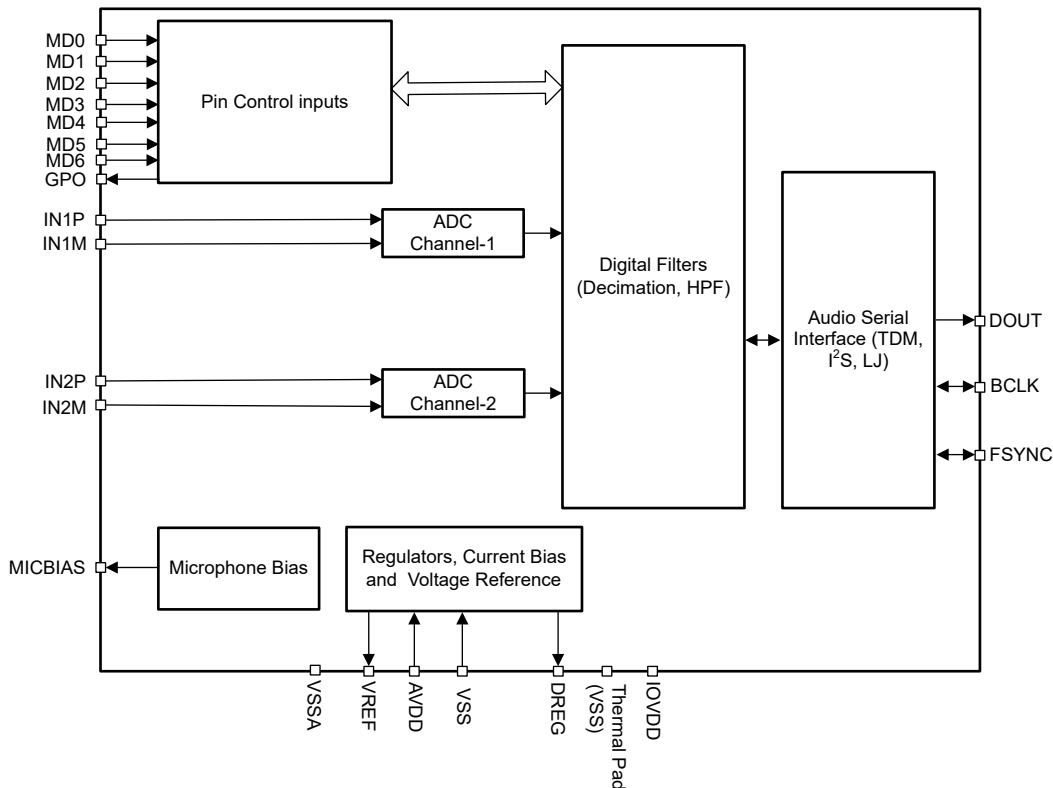 MD0
MD1
MD2
MD3
MD4
MD5
MD6
GPO
Pin Control inputs
IN1P
IN1M
ADC
Channel-1
Digital Filters
(Decimation, HPF)
Audio Serial
Interface (TDM,
I²S, LJ)
DOUT
BCLK
FSYNC
IN2P
IN2M
ADC
Channel-2
MICBIAS
Microphone Bias
Regulators, Current Bias
and Voltage Reference
VSSA
VREF
AVDD
VSS
DREG
Thermal Pad
(VSS)
IOVDD